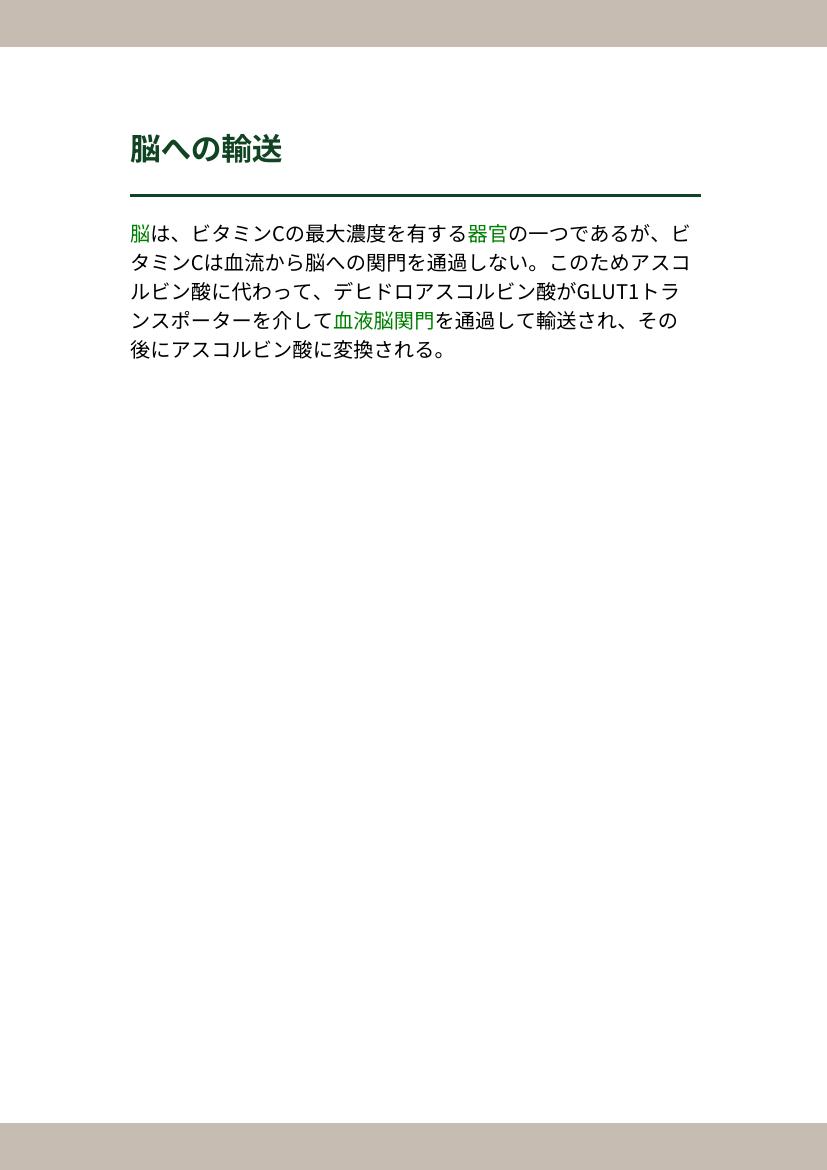 脳への輸送
脳は、ビタミンCの最大濃度を有する器官の一つであるが、ビ
タミンCは血流から脳への関門を通過しない。このためアスコ
ルビン酸に代わって、デヒドロアスコルビン酸がGLUT1トラ
ンスポーターを介して血液脳関門を通過して輸送され、その
後にアスコルビン酸に変換される。